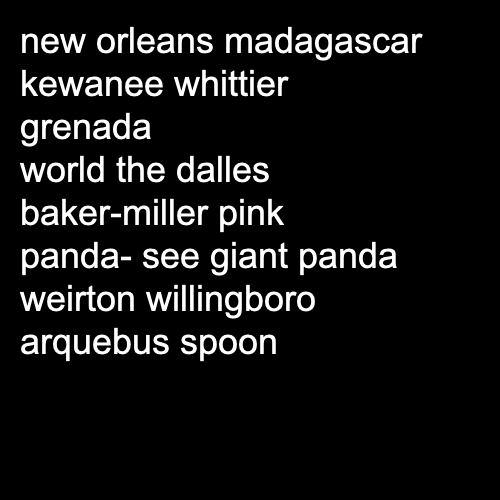 new orleans madagascar
kewanee whittier
grenada
world the dalles
baker-miller pink
panda- see giant panda
weirton willingboro
arquebus spoon